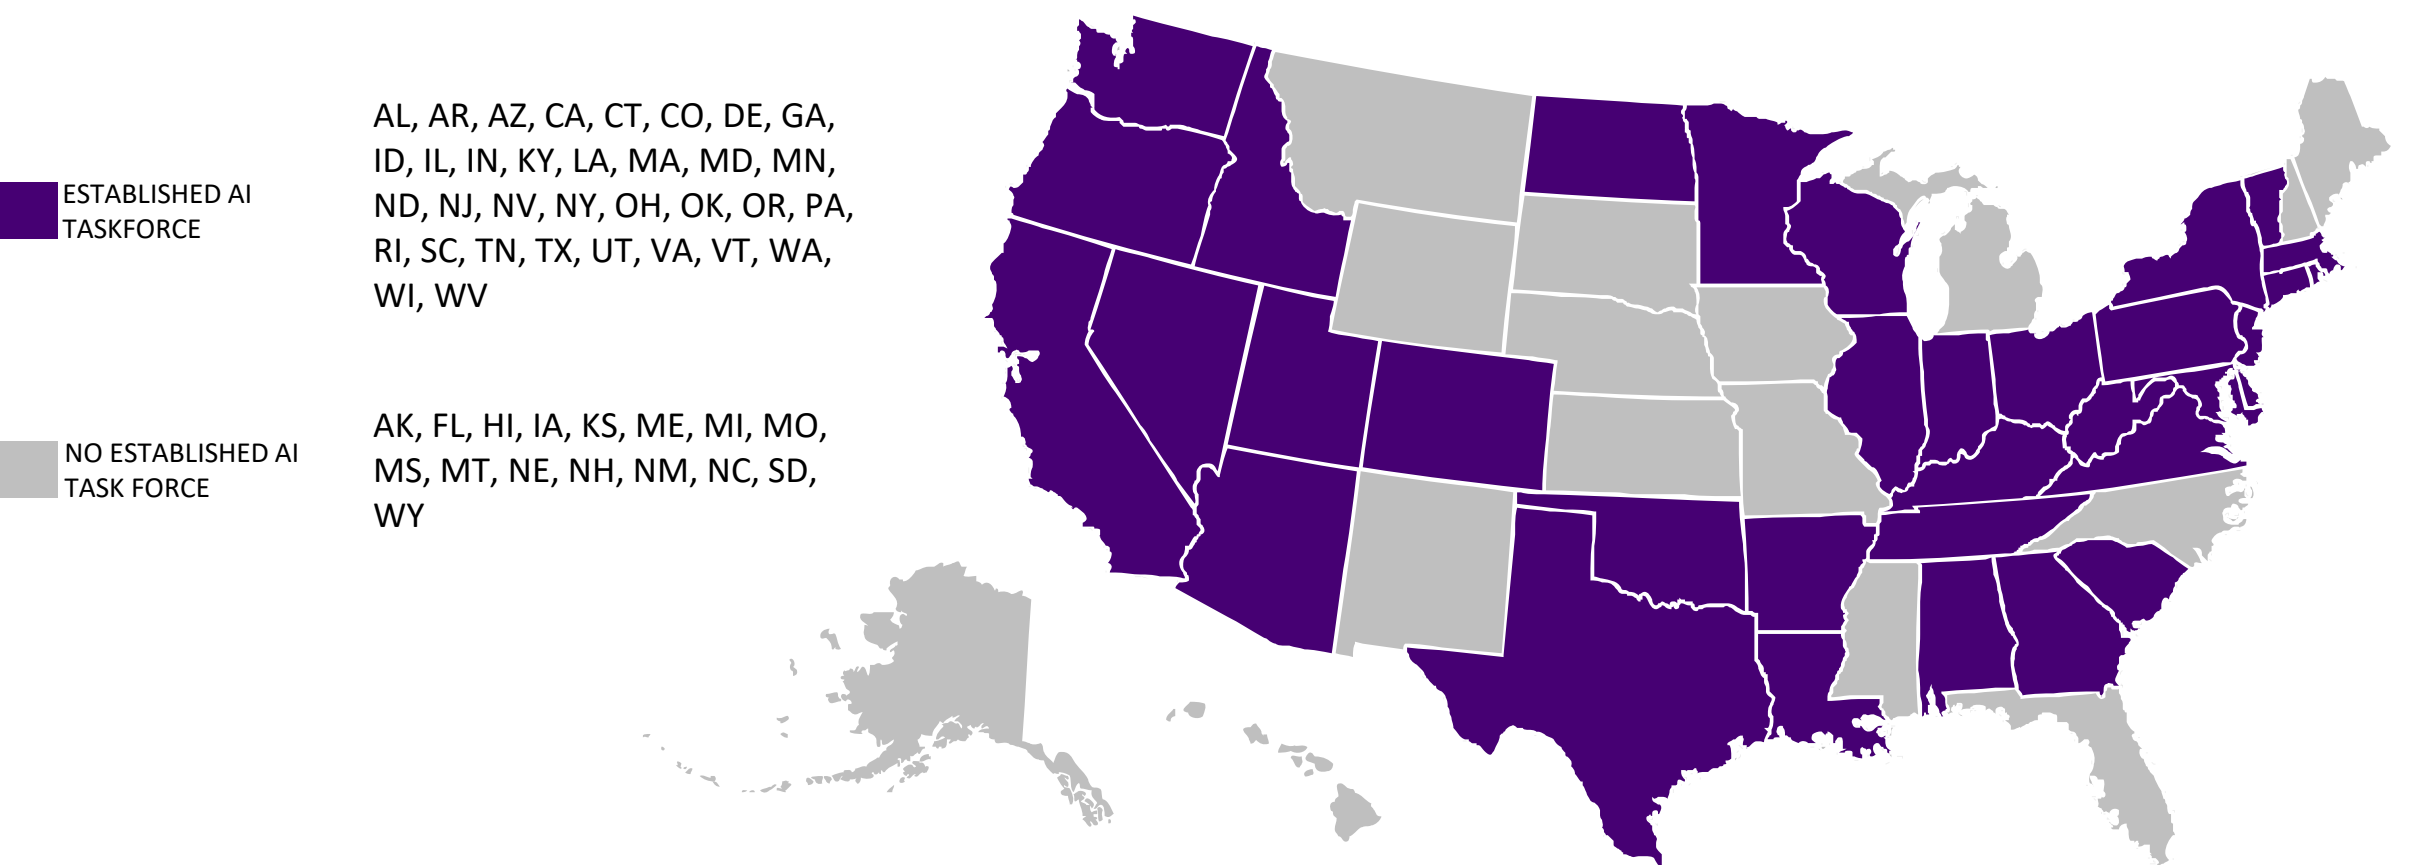 ESTABLISHED AI
TASKFORCE
AL, AR, AZ, CA, CT, CO, DE, GA,
ID, IL, IN, KY, LA, MA, MD, MN,
ND, NJ, NV, NY, OH, OK, OR, PA,
RI, SC, TN, TX, UT, VA, VT, WA,
WI, WV
NO ESTABLISHED AI
TASK FORCE
AK, FL, HI, IA, KS, ME, MI, MO,
MS, MT, NE, NH, NM, NC, SD,
WY